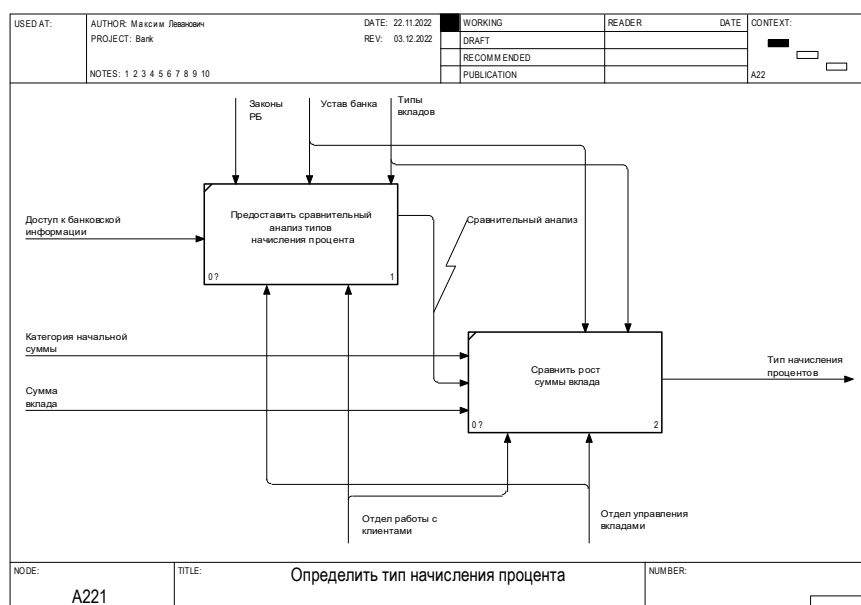 USED AT:
AUTHOR: Максим Леванович
DATE: 22.11.2022
WORKING
READER
DATE
CONTEXT:
PROJECT: Bank
REV: 03.12.2022
DRAFT
RECOMMENDED
NOTES: 1 2 3 4 5 6 7 8 9 10
PUBLICATION
A22
Законы
РБ
Устав банка
Типы
вкладов
Доступ к банковской
информации
Предоставить сравнительный
анализ типов
начисления процента
0 ?
1
Сравнительный анализ
Категория начальной
суммы
Сумма
вклада
Сравнить рост
суммы вклада
0 ?
2
Тип начисления
процентов
Отдел работы с
клиентами
Отдел управления
вкладами
NODE:
TITLE:
Определить тип начисления процента
NUMBER:
A221